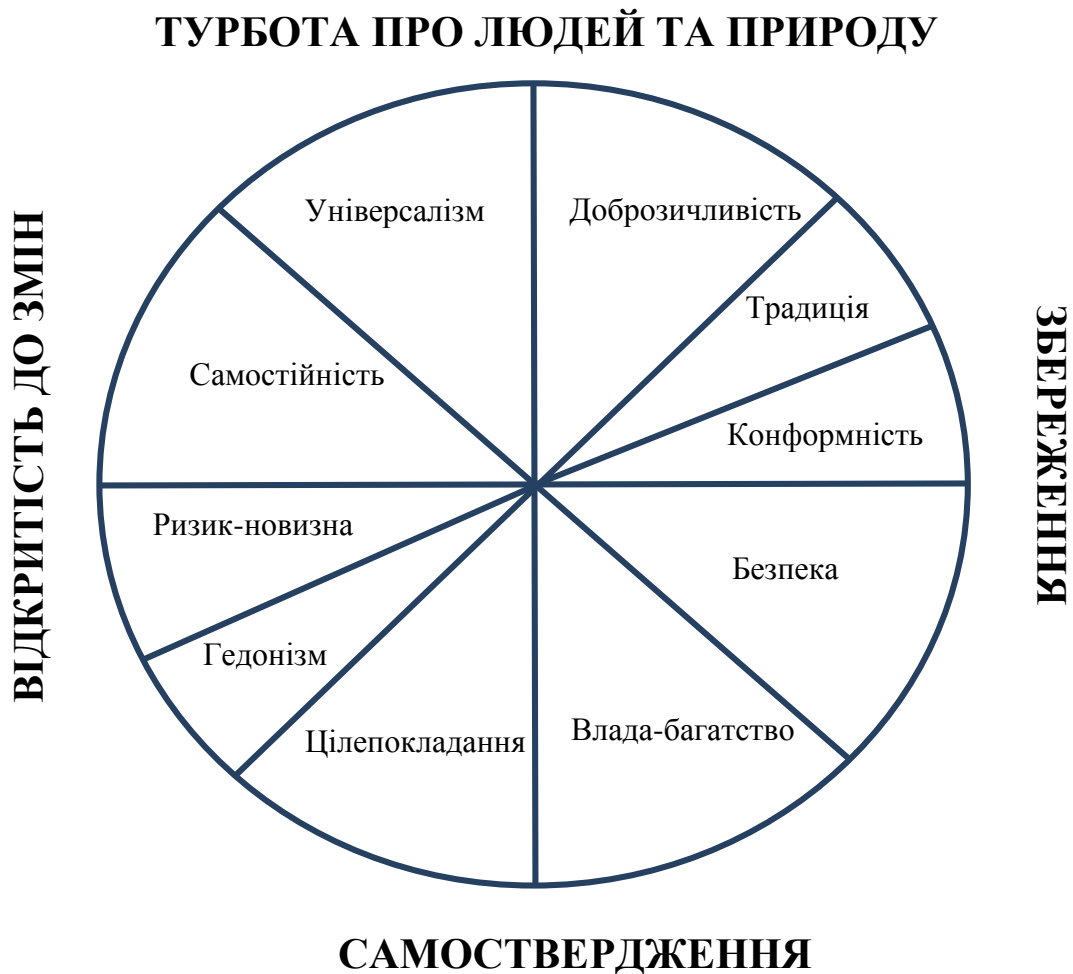 ТУРБОТА ПРО ЛЮДЕЙ ТА ПРИРОДУ
Універсалізм
Доброзичливість
Традиція
Самостійність
Конформність
ВІДКРИТІСТЬ ДО ЗМІН
ЗБЕРЕЖЕННЯ
Ризик-новизна
Безпека
Гедонізм
Цілепокладання
Влада-багатство
САМОСТВЕРДЖЕННЯ